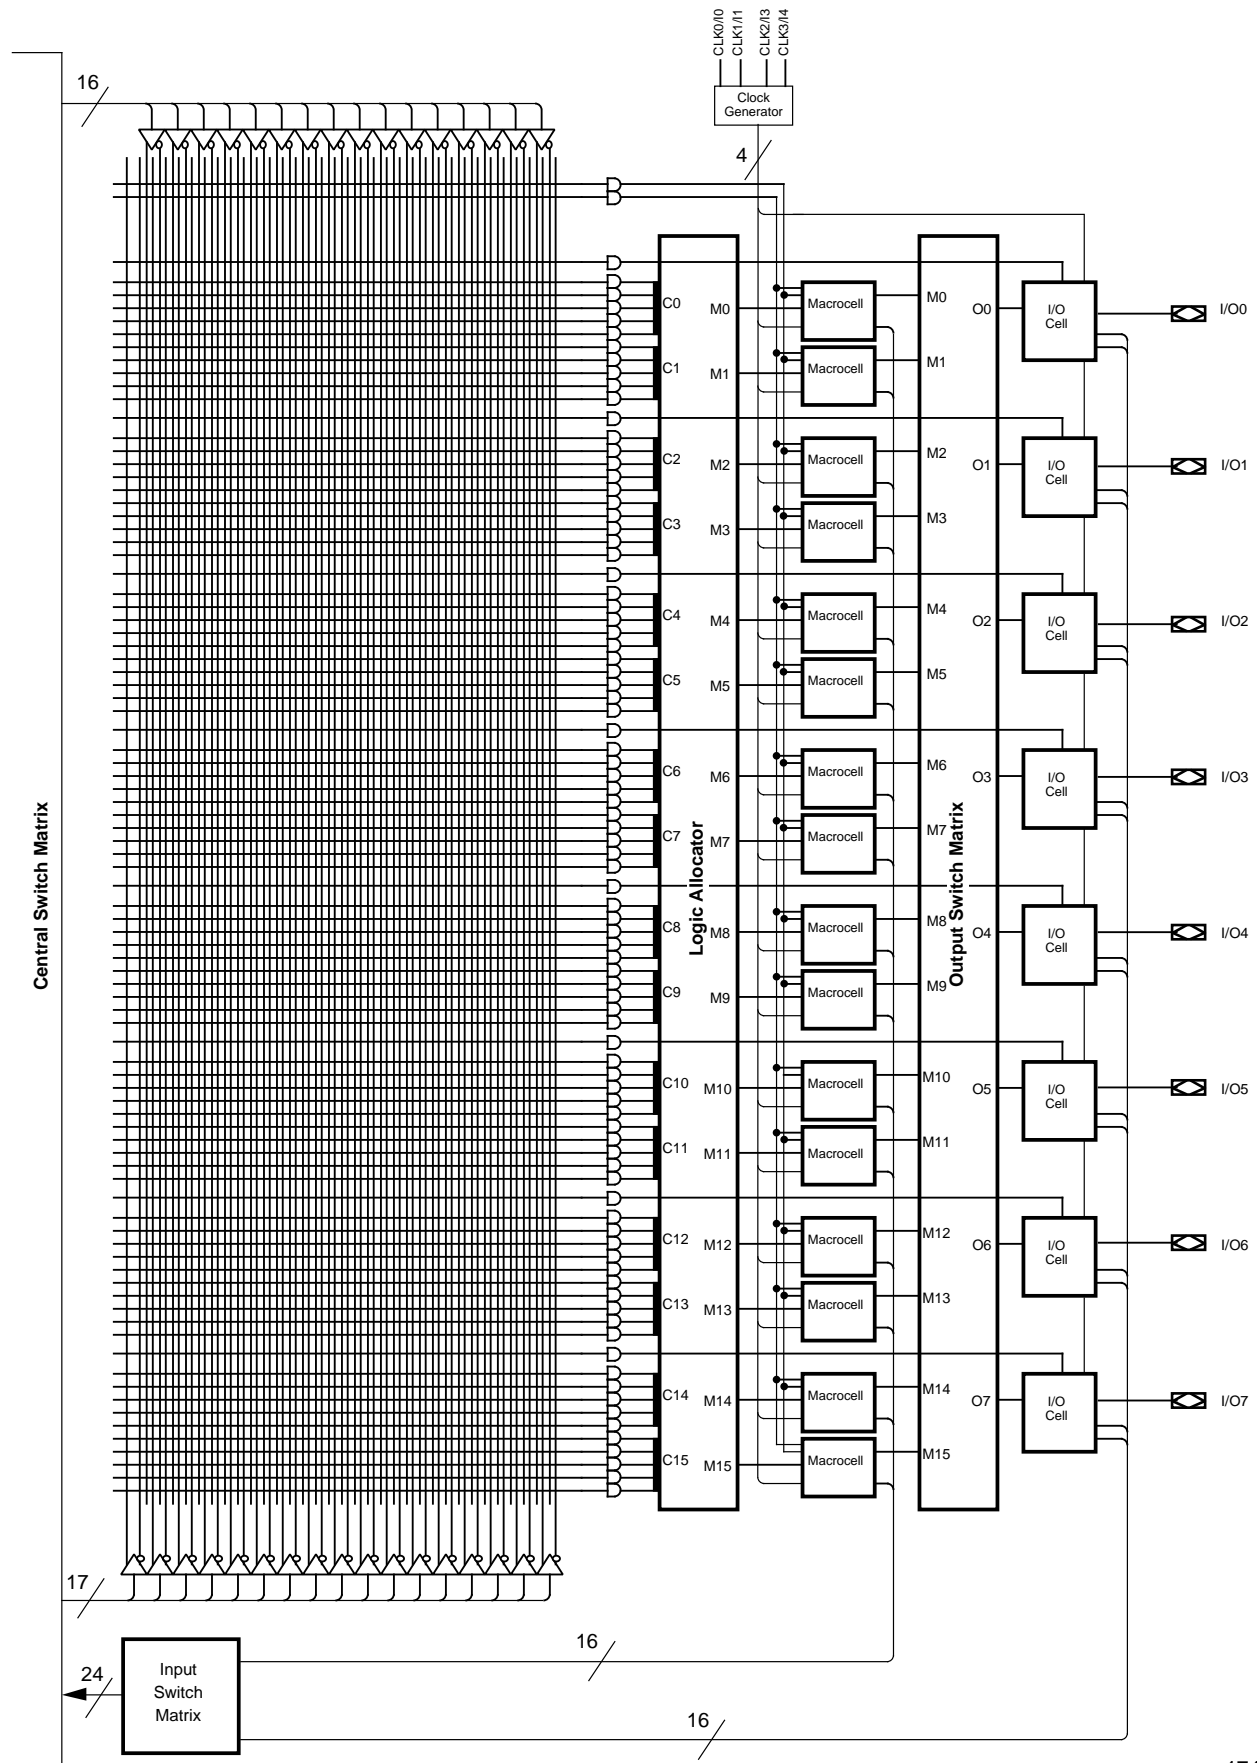 CLK0/I0
CLK1/I1
CLK2/I3
CLK3/I4
16
Clock
Generator
4
C0
M0
Macrocell
M0
O0
I/O
Cell
I/O0
C1
M1
Macrocell
M1
C2
M2
Macrocell
M2
O1
I/O
Cell
I/O1
C3
M3
Macrocell
M3
C4
M4
Macrocell
M4
O2
I/O
Cell
I/O2
C5
M5
Macrocell
M5
C6
M6
Macrocell
M6
O3
I/O
Cell
I/O3
C7
M7
Macrocell
M7
Central Switch Matrix
Logic Allocator
Output Switch Matrix
C8
M8
Macrocell
M8
O4
I/O
Cell
I/O4
C9
M9
Macrocell
M9
C10
M10
Macrocell
M10
O5
I/O
Cell
I/O5
C11
M11
Macrocell
M11
C12
M12
Macrocell
M12
O6
I/O
Cell
I/O6
C13
M13
Macrocell
M13
C14
M14
Macrocell
M14
O7
I/O
Cell
I/O7
C15
M15
Macrocell
M15
17
24
Input
Switch
Matrix
16
16